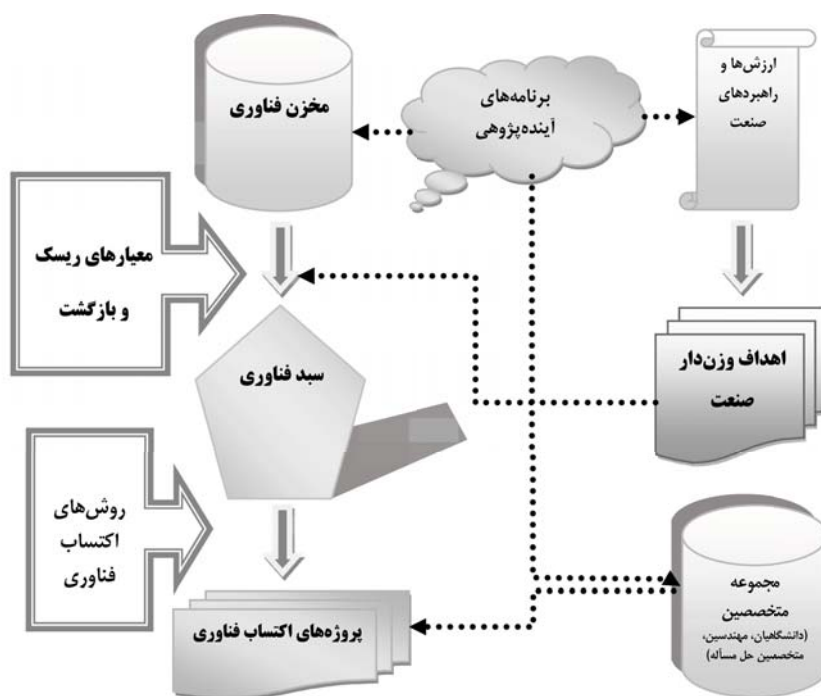 ارزش‌ها و
راهبردهای
صنعت
برنامه‌های
آینده‌پژوهی
مخزن فناوری
معیارهای ریسک
و بازگشت
اهداف وزن‌دار
صنعت
سبد فناوری
روش‌های
اکتساب
فناوری
مجموعه
متخصصین
(دانشگاهیان، مهندسین،
متخصصین حل مسأله)
پروژه‌های اکتساب فناوری